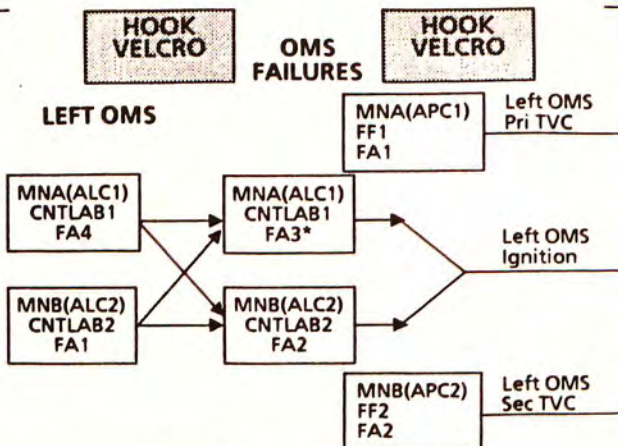 HOOK
VELCRO
OMS
FAILURES
HOOK
VELCRO
LEFT OMS
MNA(APC1)
FF1
FA1
Left OMS
Pri TVC
MNA(ALC1)
CNTLAB1
FA4
MNA(ALC1)
CNTLAB1
FA3*
Left OMS
Ignition
MNB(ALC2)
CNTLAB2
FA1
MNB(ALC2)
CNTLAB2
FA2
MNB(APC2)
FF2
FA2
Left OMS
Sec TVC